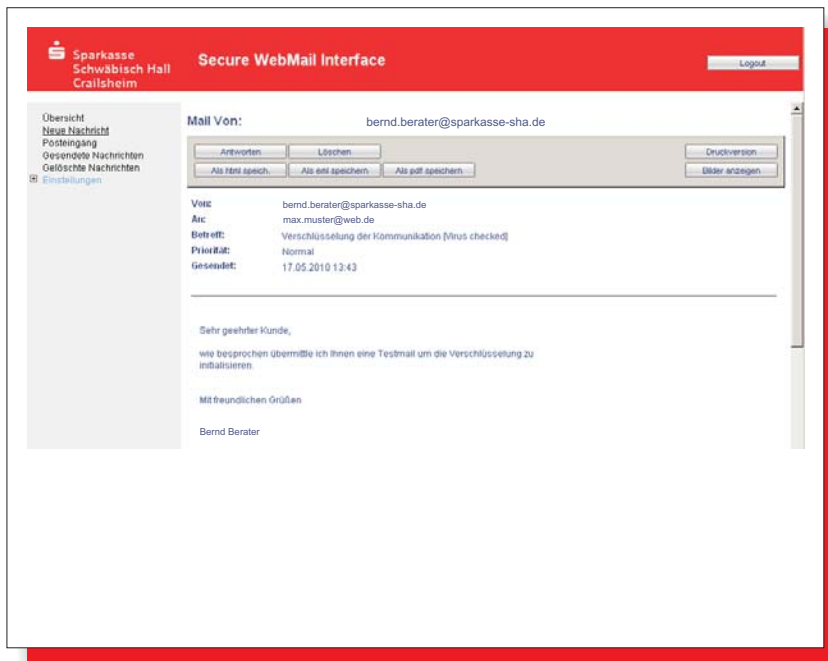 Sparkasse
Schwäbisch Hall
Crailsheim
Secure WebMail Interface
Logout
Übersicht
Neue Nachricht
Posteingang
Gesendete Nachrichten
Gelöschte Nachrichten
Einstellungen
Mail Von: bernd.berater@sparkasse-sha.de
Antworten Löschen Druckversion
Als html speich. Als eml speichern Als pdf speichern Bilder anzeigen
Von: bernd.berater@sparkasse-sha.de
An: max.muster@web.de
Betreff: Verschlüsselung der Kommunikation [Virus checked]
Priorität: Normal
Gesendet: 17.05.2010 13:43
Sehr geehrter Kunde,
wie besprochen übermittle ich Ihnen eine Testmail um die Verschlüsselung zu
initialisieren.
Mit freundlichen Grüßen
Bernd Berater